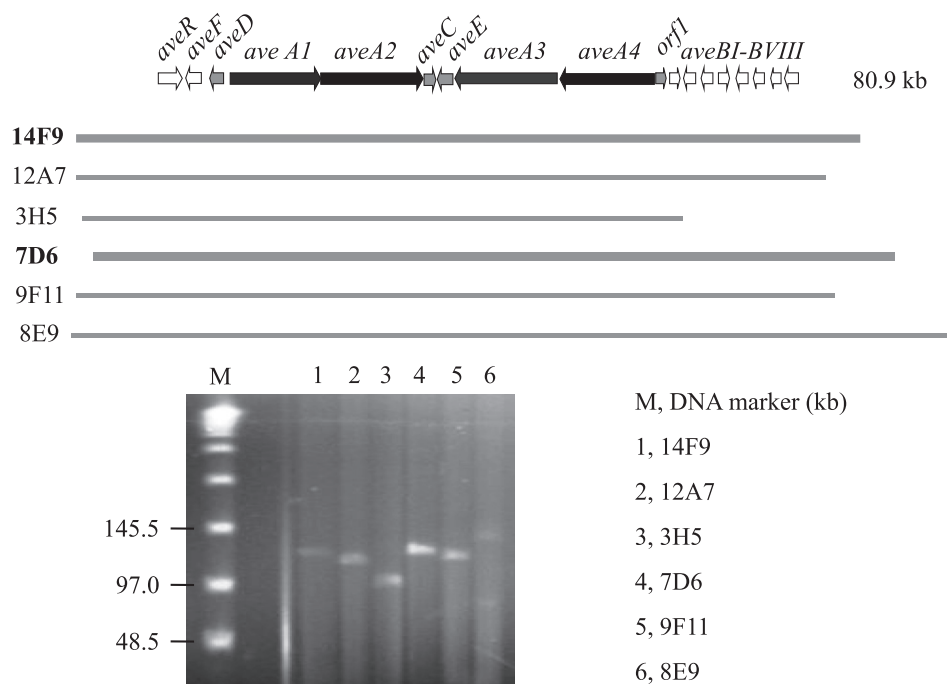 aveR aveF aveD ave A1 aveA2 aveC aveE aveA3 aveA4 orf1 aveBI-BVIII
80.9 kb
14F9
12A7
3H5
7D6
9F11
8E9
M 1 2 3 4 5 6
145.5
97.0
48.5
M, DNA marker (kb)
1, 14F9
2, 12A7
3, 3H5
4, 7D6
5, 9F11
6, 8E9